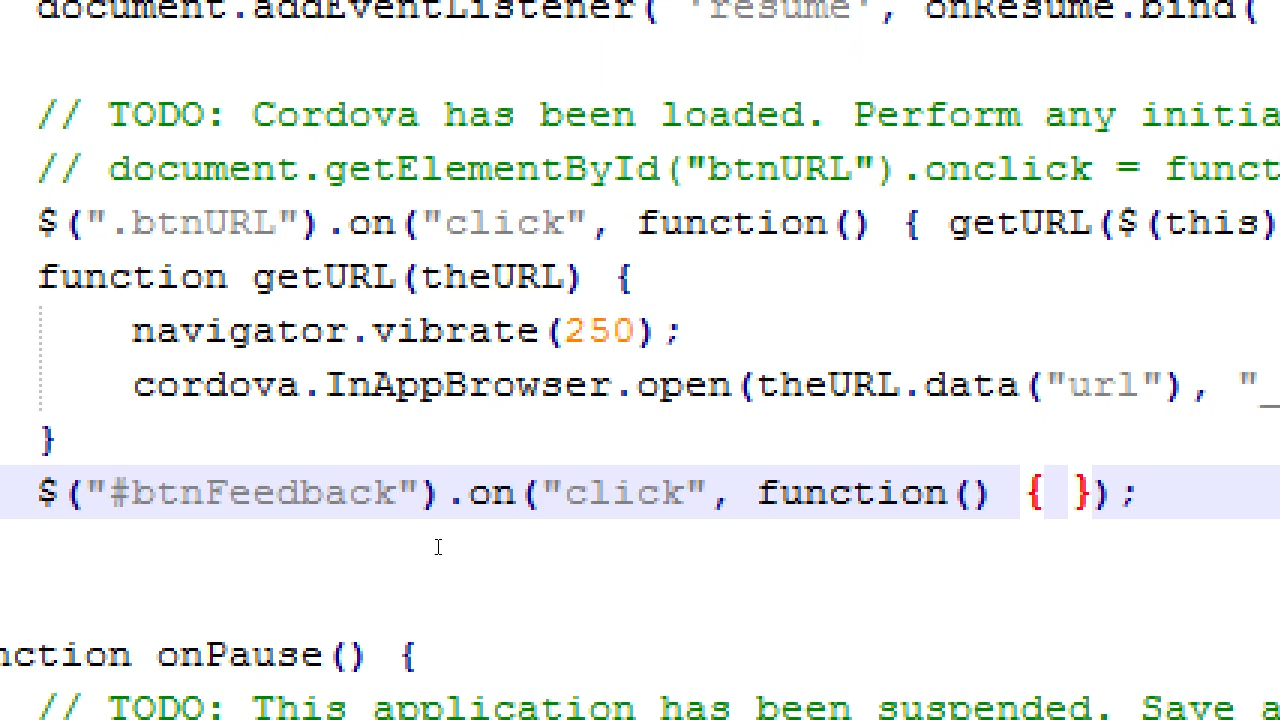 document.addEventListener( 'resume', onResume.bind(
// TODO: Cordova has been loaded. Perform any initia
// document.getElementById("btnURL").onclick = funct
$(".btnURL").on("click", function() { getURL($(this)
function getURL(theURL) {
navigator.vibrate(250);
cordova.InAppBrowser.open(theURL.data("url"), "_
}
$("#btnFeedback").on("click", function() { });
nction onPause() {
// TODO: This application has been suspended. Save a